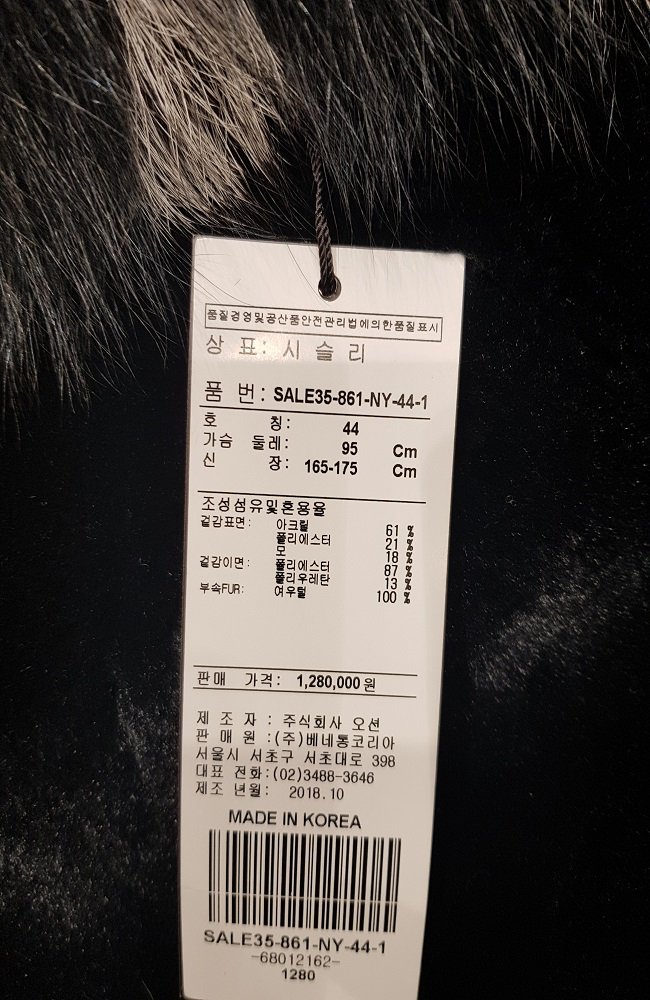 품질경영및공산품안전관리법에의한품질표시
상 표: 시 슬 리
품 번: SALE35-861-NY-44-1
호 칭: 44
가슴 둘레: 95 Cm
신 장: 165-175 Cm
조성섬유및혼용율
겉감표면: 아크릴 61 %
폴리에스터 21 %
모 18 %
겉감이면: 폴리에스터 87 %
폴리우레탄 13 %
부속FUR: 여우털 100 %
판매 가격: 1,280,000원
제 조 자 : 주식회사 오션
판 매 원 :(주)베네통코리아
서울시 서초구 서초대로 398
대표 전화:(02)3488-3646
제조 년월: 2018.10
MADE IN KOREA
SALE35-861-NY-44-1
-68012162-
1280